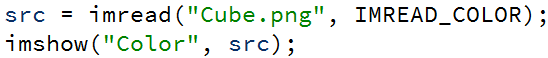 src = imread("Cube.png", IMREAD_COLOR);
imshow("Color", src);